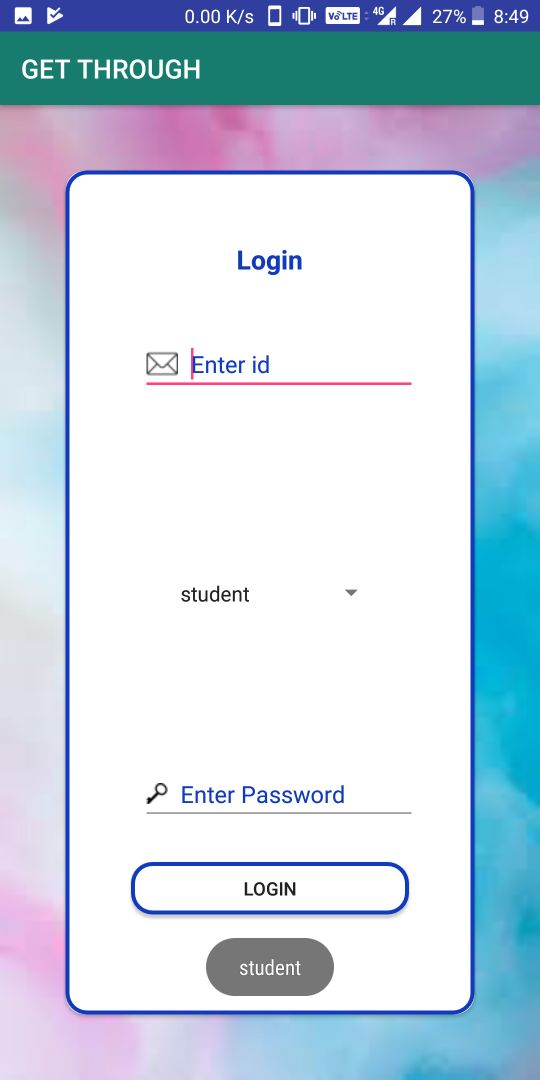 0.00 K/s VoLTE 4G R 27% 8:49
GET THROUGH
Login
Enter id
student
Enter Password
LOGIN
student